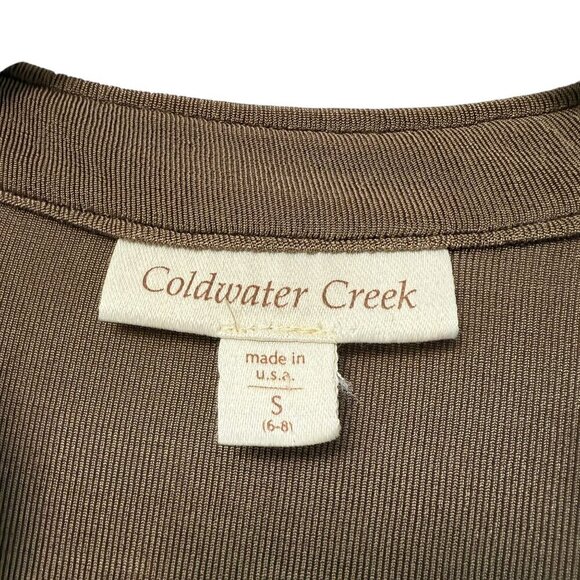 Coldwater Creek
made in
u.s.a.
S
(6-8)